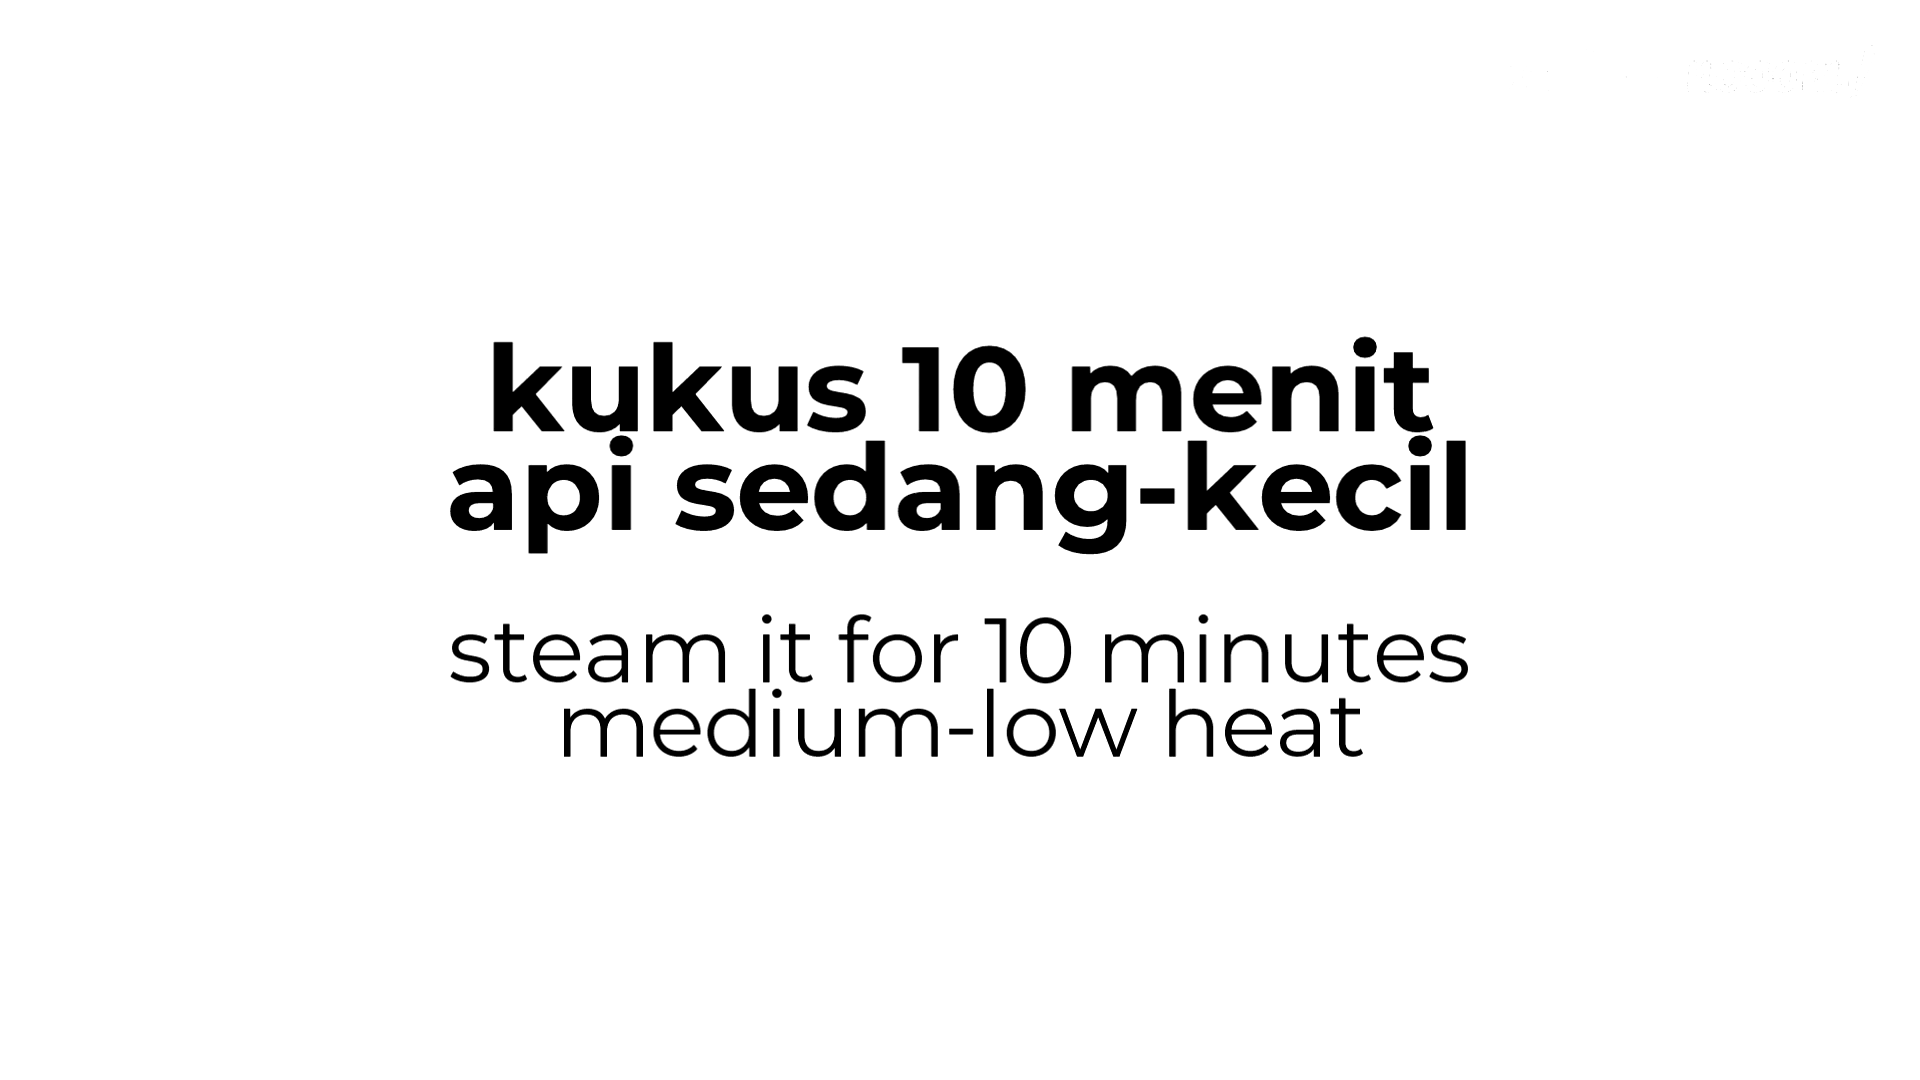 kukus 10 menit
api sedang-kecil
steam it for 10 minutes
medium-low heat